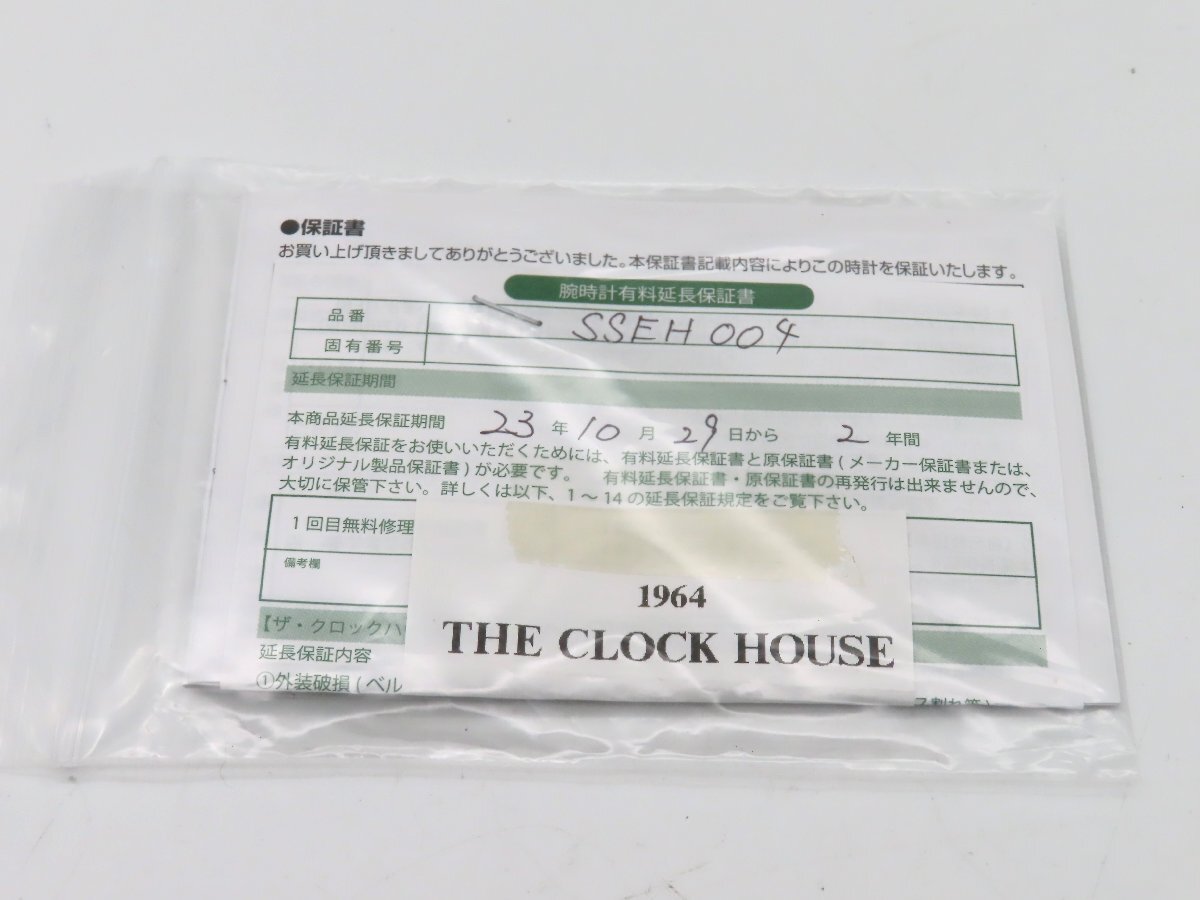 ●保証書
お買い上げ頂きましてありがとうございました。本保証書記載内容によりこの時計を保証いたします。
腕時計有料延長保証書
品番 SSEH004
固有番号
延長保証期間
本商品延長保証期間 23 年 10 月 29 日から 2 年間
有料延長保証をお使いいただくためには、有料延長保証書と原保証書(メーカー保証書または、
オリジナル製品保証書)が必要です。 有料延長保証書・原保証書の再発行は出来ませんので、
大切に保管下さい。詳しくは以下、1～14の延長保証規定をご覧下さい。
1回目無料修理
備考欄
1964
THE CLOCK HOUSE
【ザ・クロックハ
延長保証内容
①外装破損(ベル